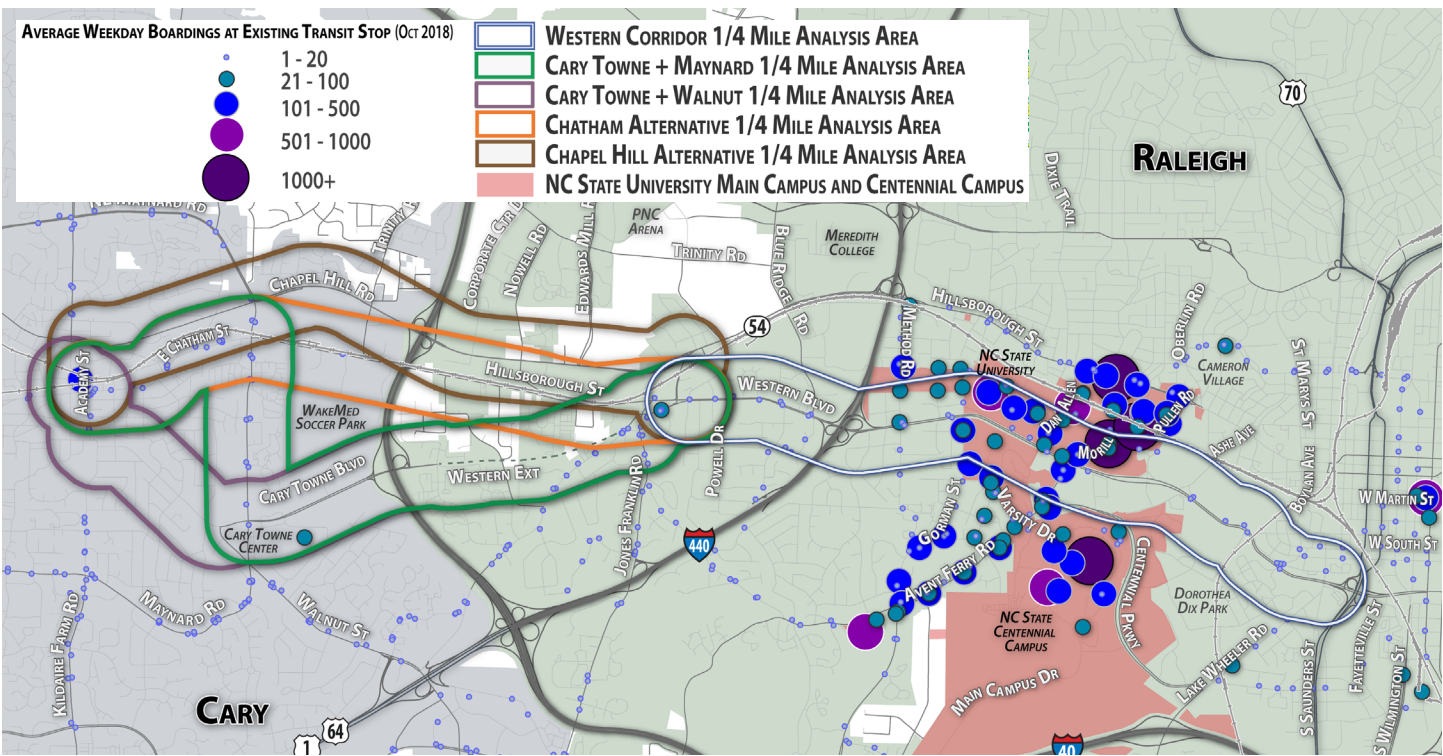 Average Weekday Boardings at Existing Transit Stop (Oct 2018)
1 - 20
21 - 100
101 - 500
501 - 1000
1000+
Western Corridor 1/4 Mile Analysis Area
Cary Towne + Maynard 1/4 Mile Analysis Area
Cary Towne + Walnut 1/4 Mile Analysis Area
Chatham Alternative 1/4 Mile Analysis Area
Chapel Hill Alternative 1/4 Mile Analysis Area
NC State University Main Campus and Centennial Campus
70
Raleigh
Dixie Trail
Maynard Rd
Trinity
Corporate Ctr Dr
Nowell Rd
Edwards Mill R
PNC
Arena
Trinity Rd
Blue Ridge Rd
Meredith
College
Chapel Hill Rd
E Chatham St
Academy St
54
Hillsborough St
Method Rd
Oberlin Rd
NC State
University
Cameron
Village
St Marys St
Hillsborough St
Western Blvd
WakeMed
Soccer Park
Dan Allen
Pullen Rd
Morill
Ashe Ave
Boylan Ave
Powell Dr
Cary Towne Blvd
Western Ext
Jones Franklin Rd
W Martin St
W South St
Cary Towne
Center
440
Gorman St
Varsity Dr
Avent Ferry Rd
Centennial Pkwy
Dorothea
Dix Park
Kildaire Farm Rd
Maynard Rd
Walnut St
NC State
Centennial
Campus
Lake Wheeler Rd
S Saunders St
Fayetteville St
S Wilmington St
Main Campus Dr
Cary
64
1
40